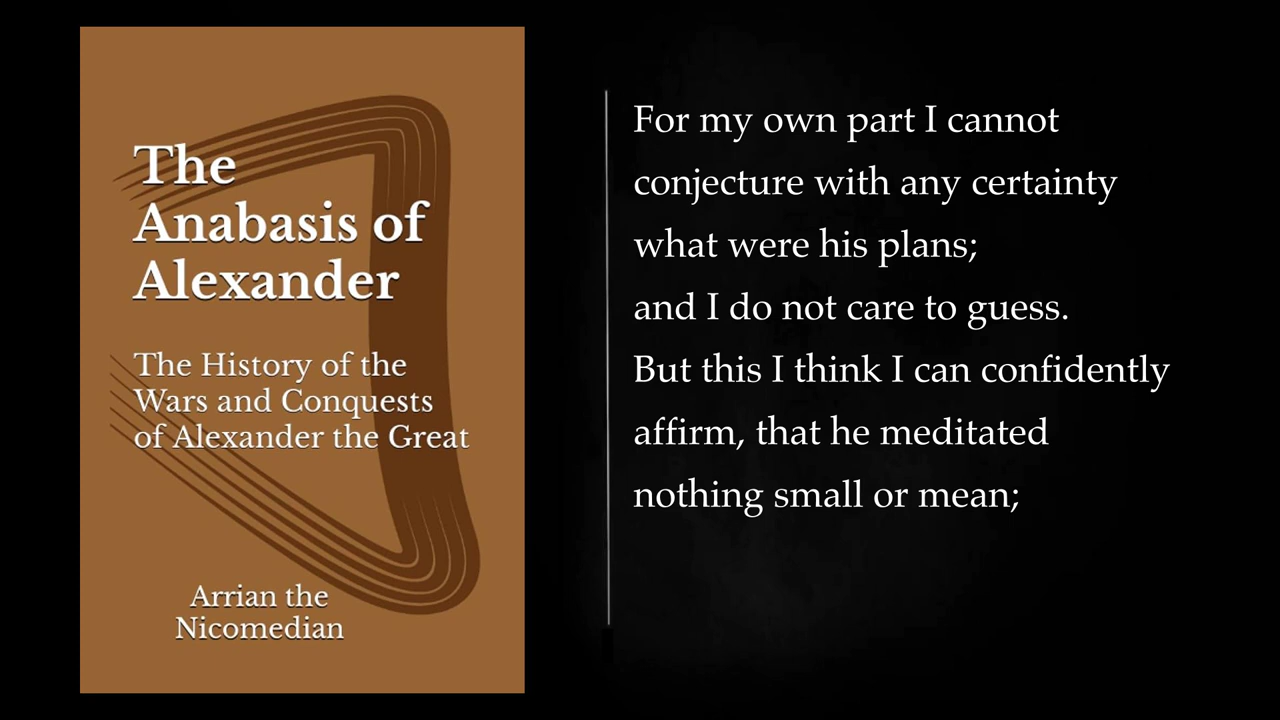 The
Anabasis of
Alexander
The History of the
Wars and Conquests
of Alexander the Great
Arrian the
Nicomedian
For my own part I cannot
conjecture with any certainty
what were his plans;
and I do not care to guess.
But this I think I can confidently
affirm, that he meditated
nothing small or mean;